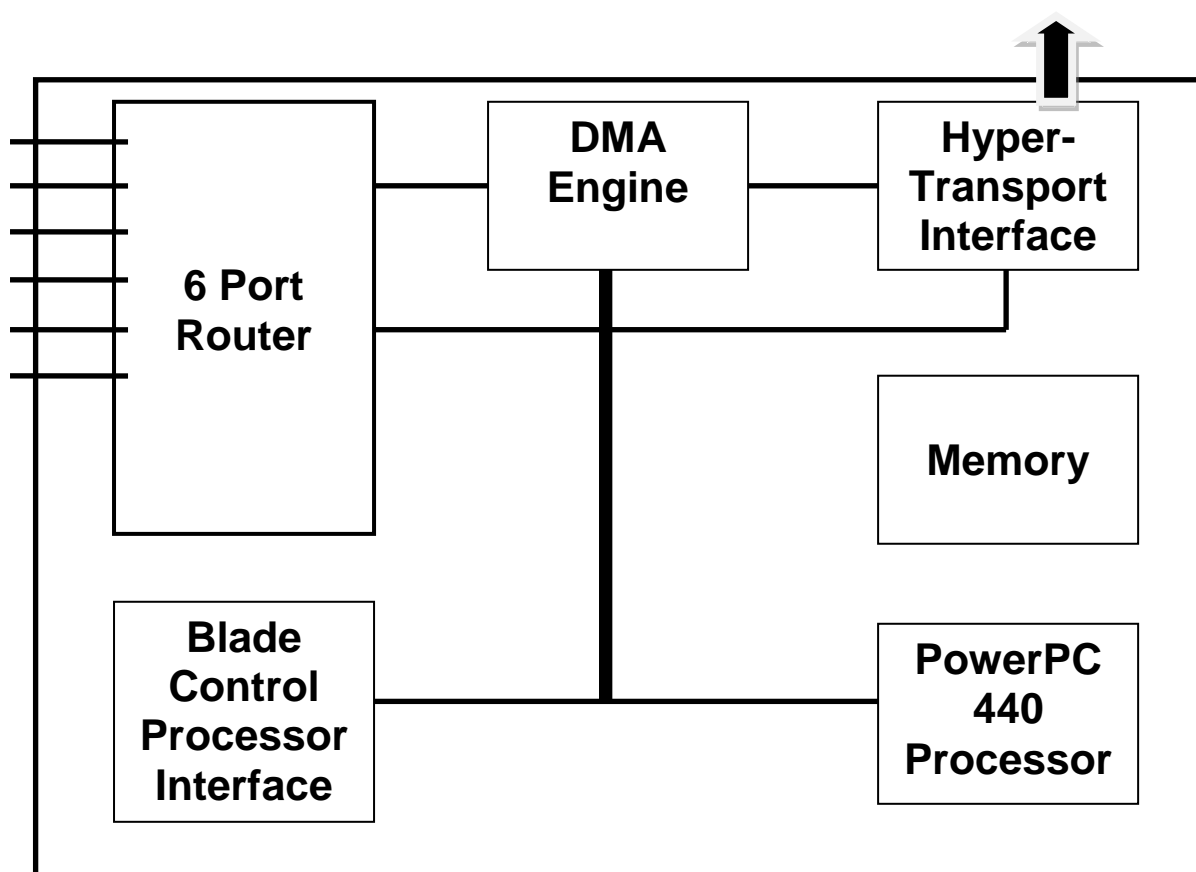 DMA
Engine
Hyper-
Transport
Interface
6 Port
Router
Memory
Blade
Control
Processor
Interface
PowerPC
440
Processor